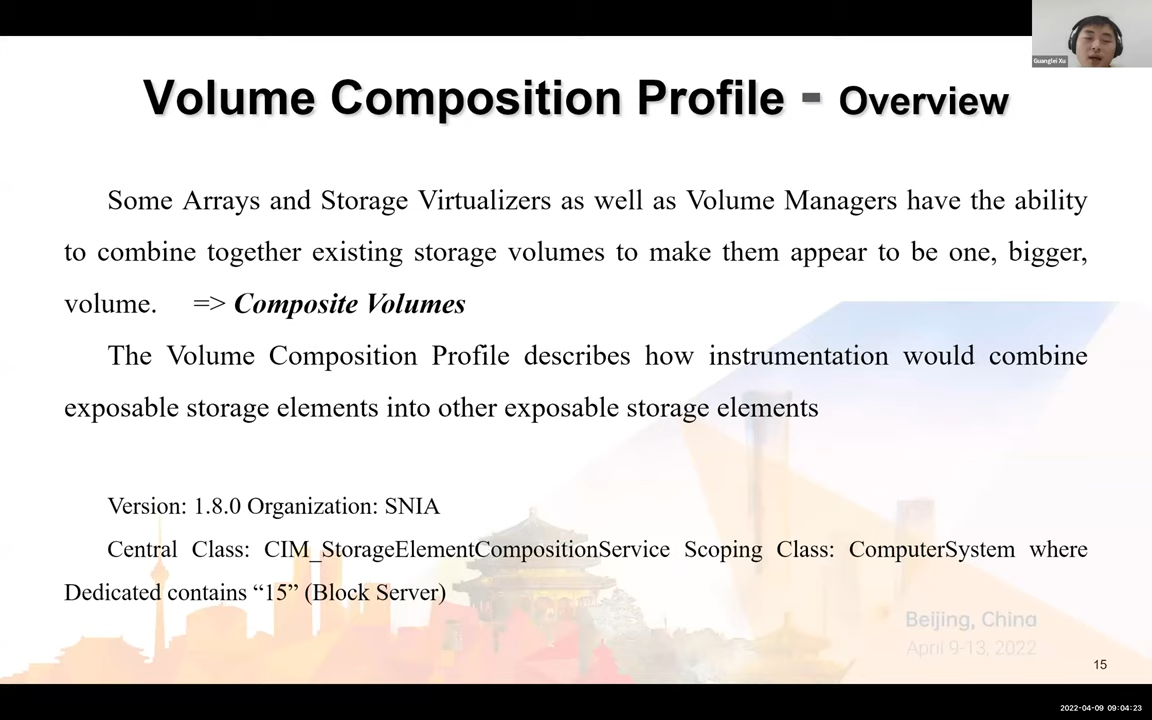 Guanglei Xu
Volume Composition Profile - Overview
Some Arrays and Storage Virtualizers as well as Volume Managers have the ability
to combine together existing storage volumes to make them appear to be one, bigger,
volume. => Composite Volumes
The Volume Composition Profile describes how instrumentation would combine
exposable storage elements into other exposable storage elements
Version: 1.8.0 Organization: SNIA
Central Class: CIM_StorageElementCompositionService Scoping Class: ComputerSystem where
Dedicated contains “15” (Block Server)
Beijing, China
April 9-13, 2022
15
2022-04-09 09:04:23